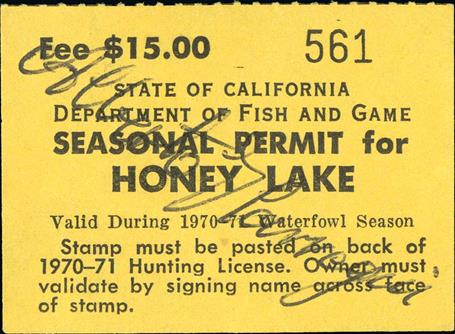 Fee $15.00 561
STATE OF CALIFORNIA
DEPARTMENT OF FISH AND GAME
SEASONAL PERMIT for
HONEY LAKE
Valid During 1970-71 Waterfowl Season
Stamp must be pasted on back of
1970-71 Hunting License. Owner must
validate by signing name across face
of stamp.